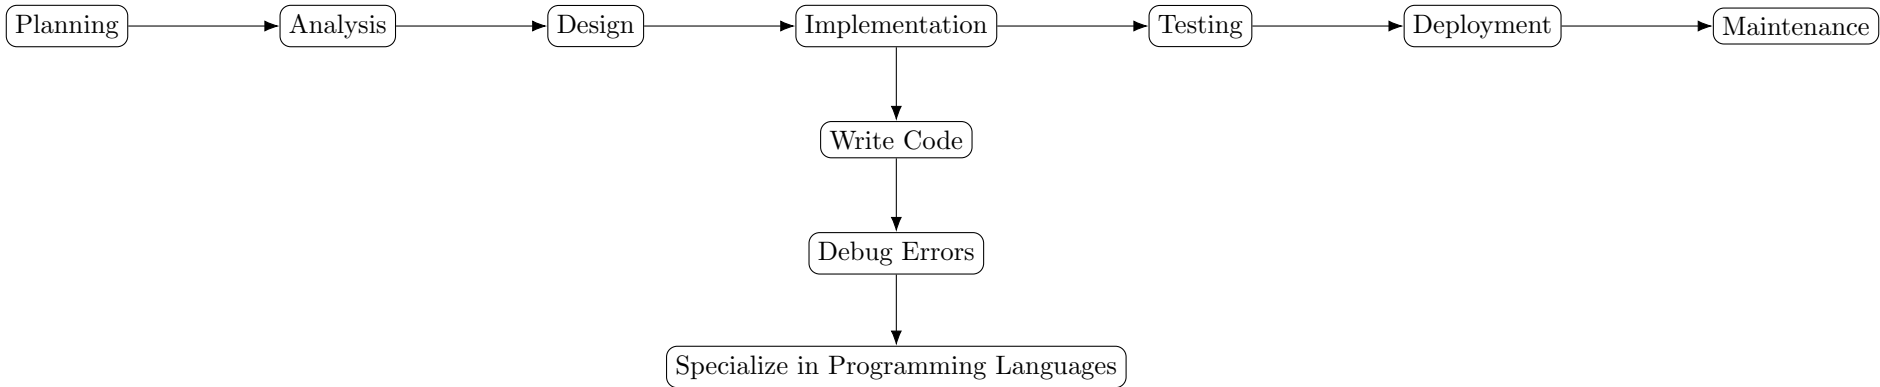 Planning
Analysis
Design
Implementation
Testing
Deployment
Maintenance
Write Code
Debug Errors
Specialize in Programming Languages